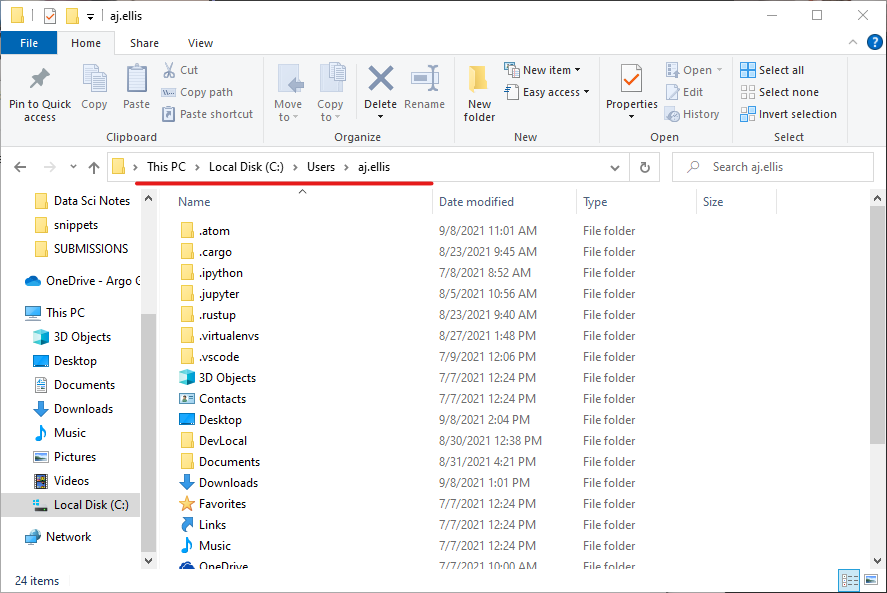 aj.ellis
File Home Share View
Pin to Quick access
Copy
Paste
Cut
Copy path
Paste shortcut
Clipboard
Move to
Copy to
Delete
Rename
Organize
New folder
New item
Easy access
New
Properties
Open
Edit
History
Open
Select all
Select none
Invert selection
Select
This PC > Local Disk (C:) > Users > aj.ellis
Search aj.ellis
Data Sci Notes
snippets
SUBMISSIONS
OneDrive - Argo
This PC
3D Objects
Desktop
Documents
Downloads
Music
Pictures
Videos
Local Disk (C:)
Network
Name Date modified Type Size
.atom 9/8/2021 11:01 AM File folder
.cargo 8/23/2021 9:45 AM File folder
.ipython 7/8/2021 8:52 AM File folder
.jupyter 8/5/2021 10:56 AM File folder
.rustup 8/23/2021 9:40 AM File folder
.virtualenvs 8/27/2021 1:48 PM File folder
.vscode 7/9/2021 12:06 PM File folder
3D Objects 7/7/2021 12:24 PM File folder
Contacts 7/7/2021 12:24 PM File folder
Desktop 9/8/2021 2:04 PM File folder
DevLocal 8/30/2021 12:38 PM File folder
Documents 8/31/2021 4:21 PM File folder
Downloads 9/8/2021 1:01 PM File folder
Favorites 7/7/2021 12:24 PM File folder
Links 7/7/2021 12:24 PM File folder
Music 7/7/2021 12:24 PM File folder
OneDrive 7/7/2021 10:00 AM File folder
24 items